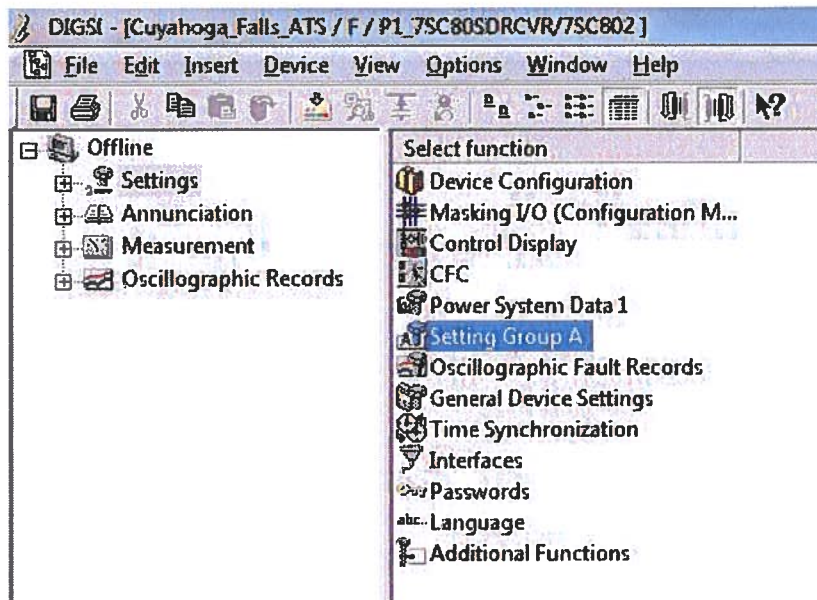 DIGSI - [Cuyahoga_Falls_ATS / F / P1_7SC80SDRCVR/7SC802 ]
File Edit Insert Device View Options Window Help
Offline
Settings
Annunciation
Measurement
Oscillographic Records
Select function
Device Configuration
Masking I/O (Configuration M...
Control Display
CFC
Power System Data 1
Setting Group A
Oscillographic Fault Records
General Device Settings
Time Synchronization
Interfaces
Passwords
abc.. Language
Additional Functions